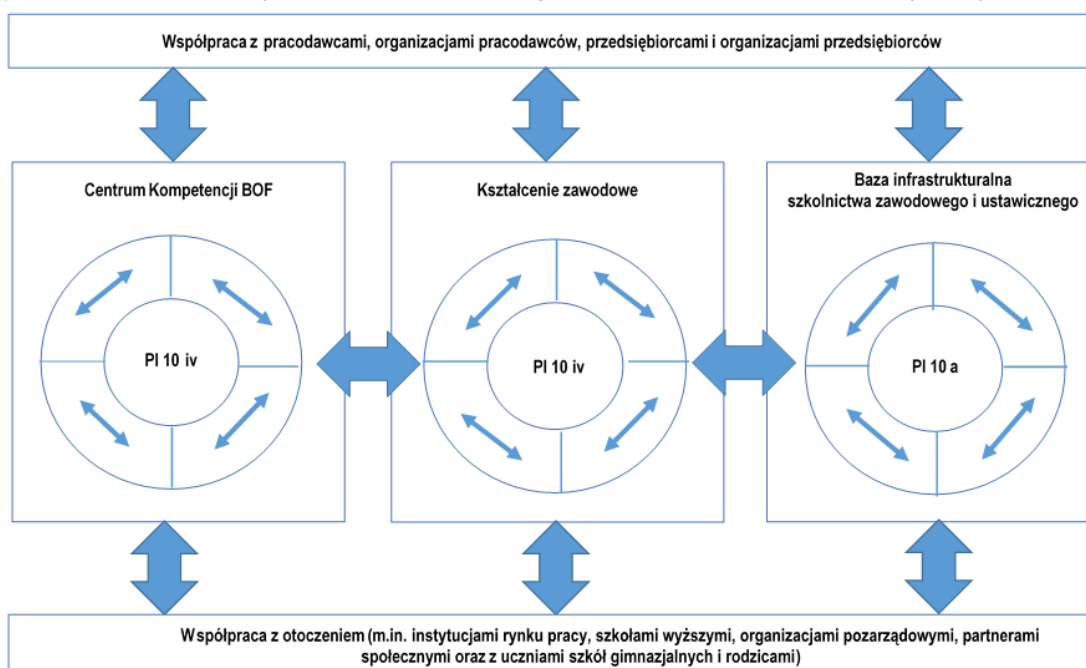 Współpraca z pracodawcami, organizacjami pracodawców, przedsiębiorcami i organizacjami przedsiębiorców
Centrum Kompetencji BOF
Kształcenie zawodowe
Baza infrastrukturalna
szkolnictwa zawodowego i ustawicznego
PI 10 iv
PI 10 iv
PI 10 a
Współpraca z otoczeniem (m.in. instytucjami rynku pracy, szkołami wyższymi, organizacjami pozarządowymi, partnerami
społecznymi oraz z uczniami szkół gimnazjalnych i rodzicami)